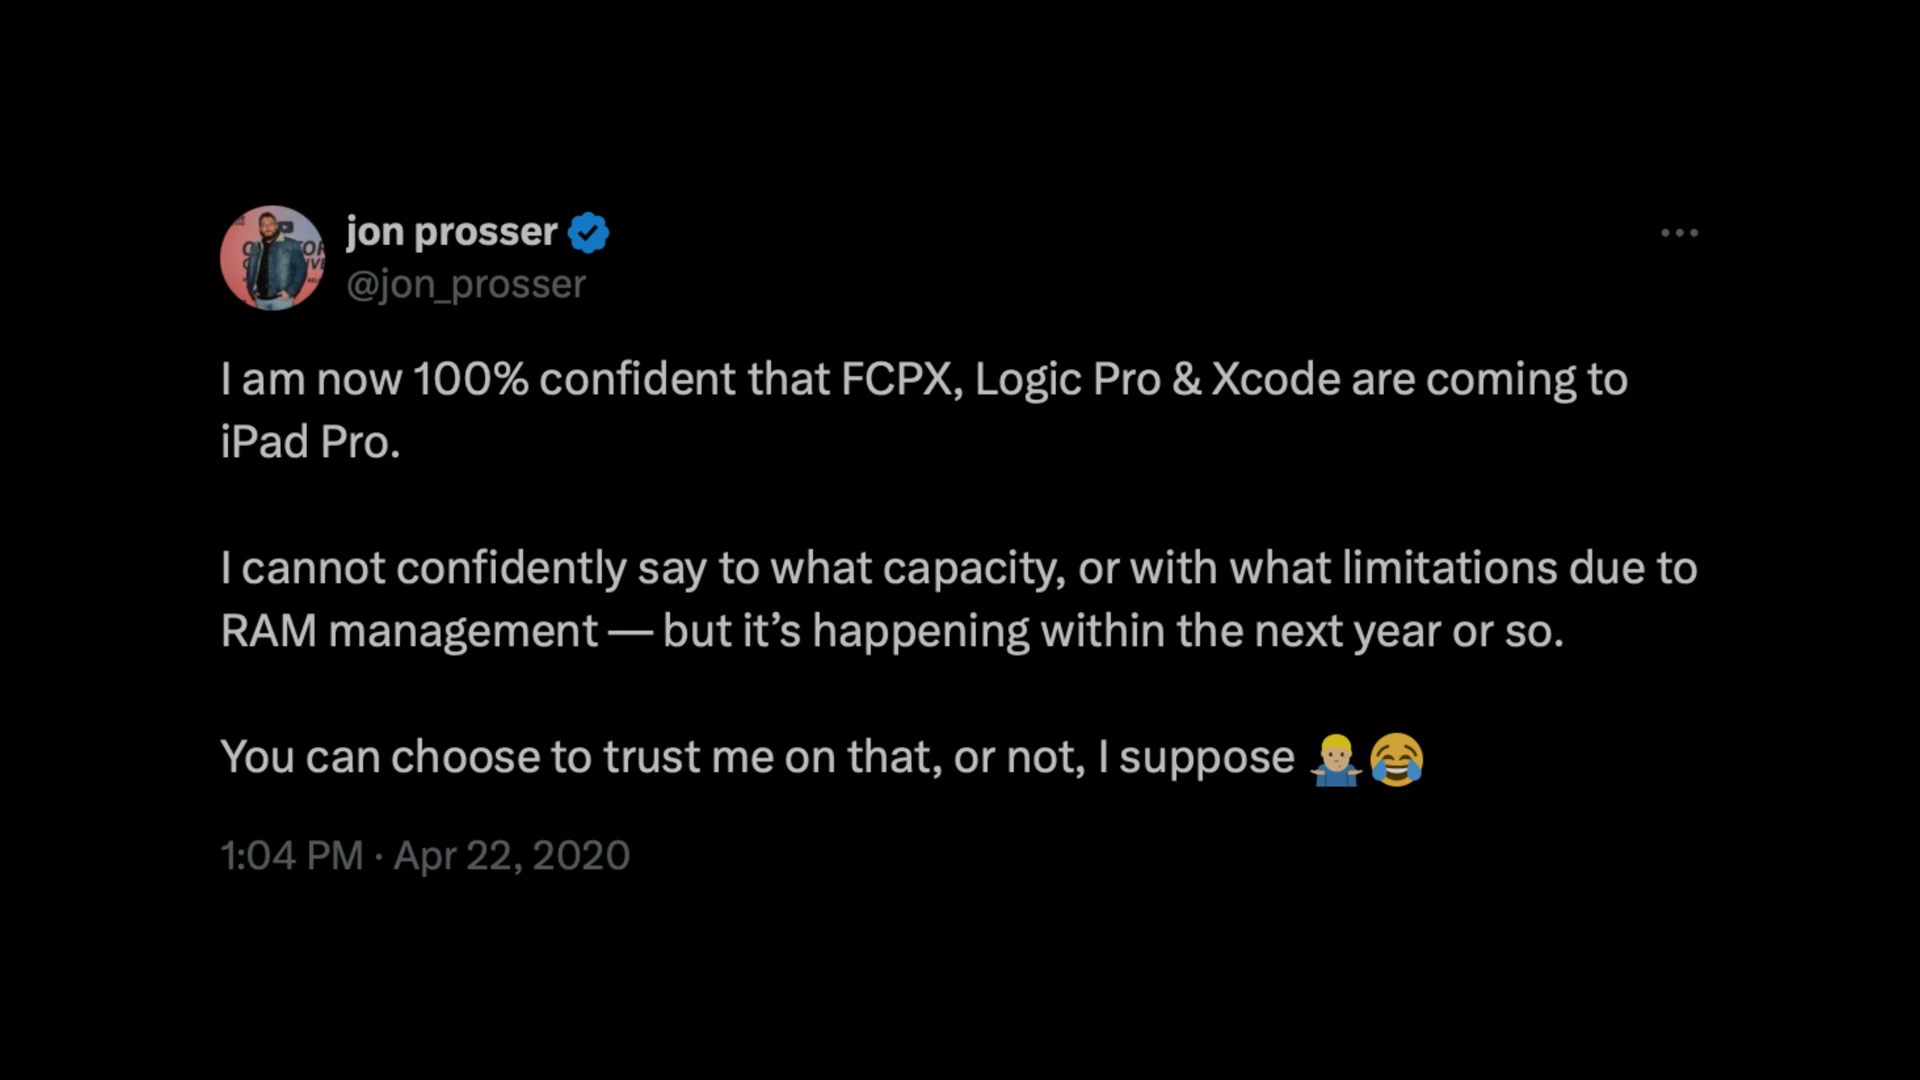 jon prosser
@jon_prosser
I am now 100% confident that FCPX, Logic Pro & Xcode are coming to
iPad Pro.
I cannot confidently say to what capacity, or with what limitations due to
RAM management — but it’s happening within the next year or so.
You can choose to trust me on that, or not, I suppose 🤷🏼‍♂️😂
1:04 PM · Apr 22, 2020